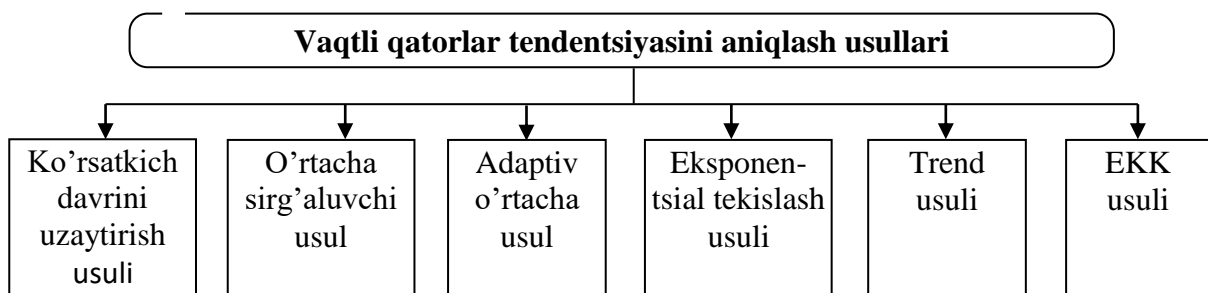 Vaqtli qatorlar tendentsiyasini aniqlash usullari
Ko’rsatkich
davrini
uzaytirish
usuli
O’rtacha
sirg’aluvchi
usul
Adaptiv
o’rtacha
usul
Eksponen-
tsial tekislash
usuli
Trend
usuli
EKK
usuli